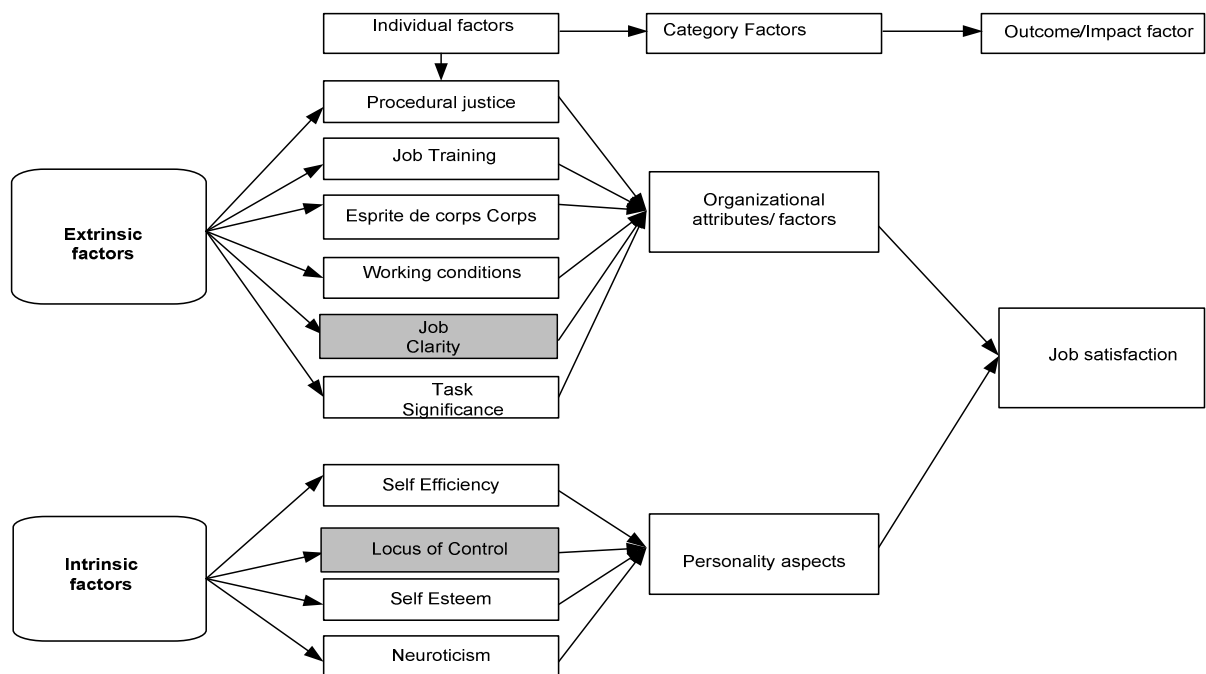 Individual factors
Category Factors
Outcome/Impact factor
Procedural justice
Job Training
Esprite de corps Corps
Working conditions
Job
Clarity
Task
Significance
Extrinsic
factors
Organizational
attributes/ factors
Job satisfaction
Self Efficiency
Locus of Control
Self Esteem
Neuroticism
Intrinsic
factors
Personality aspects